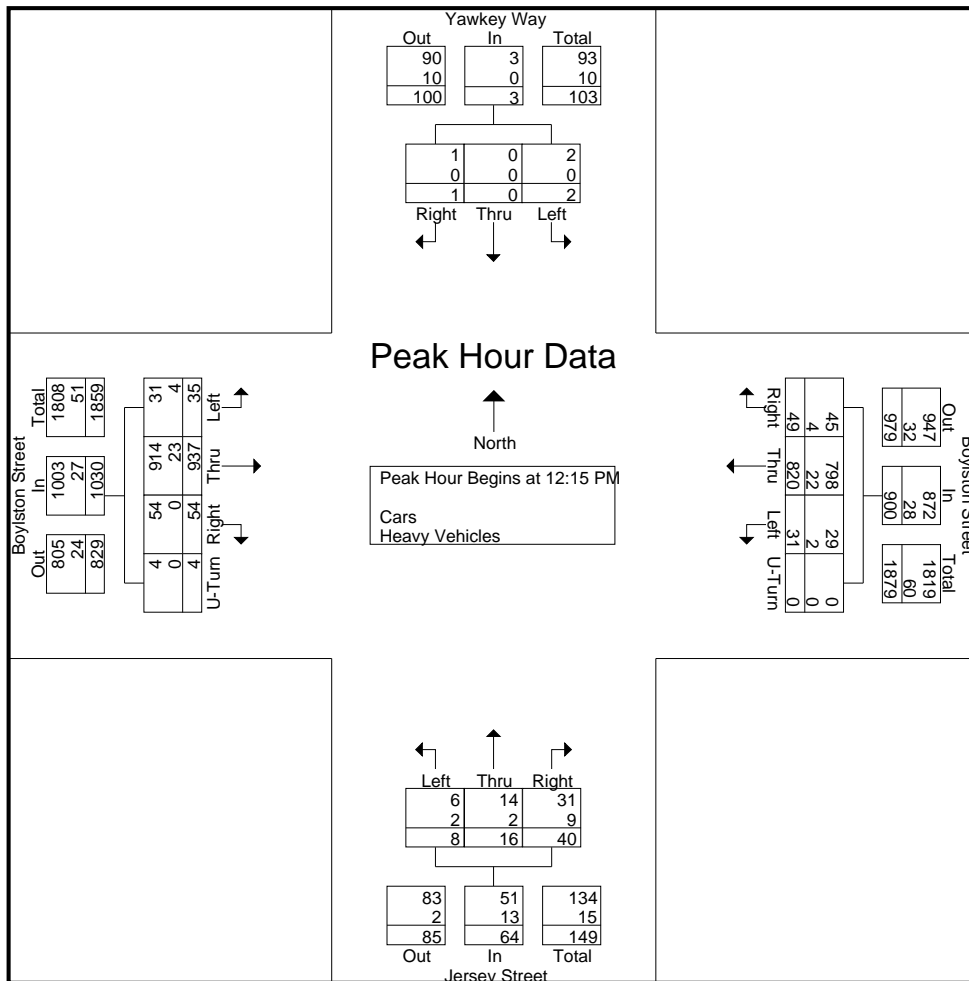 Yawkey Way
Out In Total
90 3 93
10 0 10
100 3 103
1 0 2
0 0 0
1 0 2
Right Thru Left
Peak Hour Data
North
Peak Hour Begins at 12:15 PM
Cars
Heavy Vehicles
Boylston Street
Total In Out
1808 1003 805
51 27 24
1859 1030 829
31 914 54 4
4 23 0 0
35 937 54 4
Left Thru Right U-Turn
Boylston Street
Out In Total
947 872 1819
32 28 60
979 900 1879
45 798 29 0
4 22 2 0
49 820 31 0
Right Thru Left U-Turn
Left Thru Right
6 14 31
2 2 9
8 16 40
83 51 134
2 13 15
85 64 149
Out In Total
Jersey Street